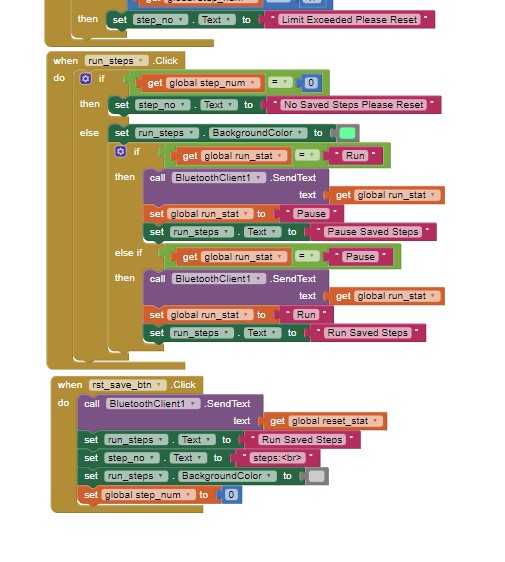 then set step_no . Text to " Limit Exceeded Please Reset "
when run_steps .Click
do if get global step_num = 0
then set step_no . Text to " No Saved Steps Please Reset "
else set run_steps . BackgroundColor to
if get global run_stat = " Run "
then call BluetoothClient1 .SendText
text get global run_stat
set global run_stat to " Pause "
set run_steps . Text to " Pause Saved Steps "
else if get global run_stat = " Pause "
then call BluetoothClient1 .SendText
text get global run_stat
set global run_stat to " Run "
set run_steps . Text to " Run Saved Steps "
when rst_save_btn .Click
do call BluetoothClient1 .SendText
text get global reset_stat
set run_steps . Text to " Run Saved Steps "
set step_no . Text to " steps:<br> "
set run_steps . BackgroundColor to
set global step_num to 0